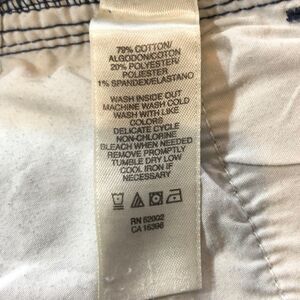 79% COTTON/
ALGODON/COTON
20% POLYESTER/
POLIESTER
1% SPANDEX/ELASTANO
WASH INSIDE OUT
MACHINE WASH COLD
WASH WITH LIKE
COLORS
DELICATE CYCLE
NON-CHLORINE
BLEACH WHEN NEEDED
REMOVE PROMPTLY
TUMBLE DRY LOW
COOL IRON IF
NECESSARY
RN 52002
CA 16396